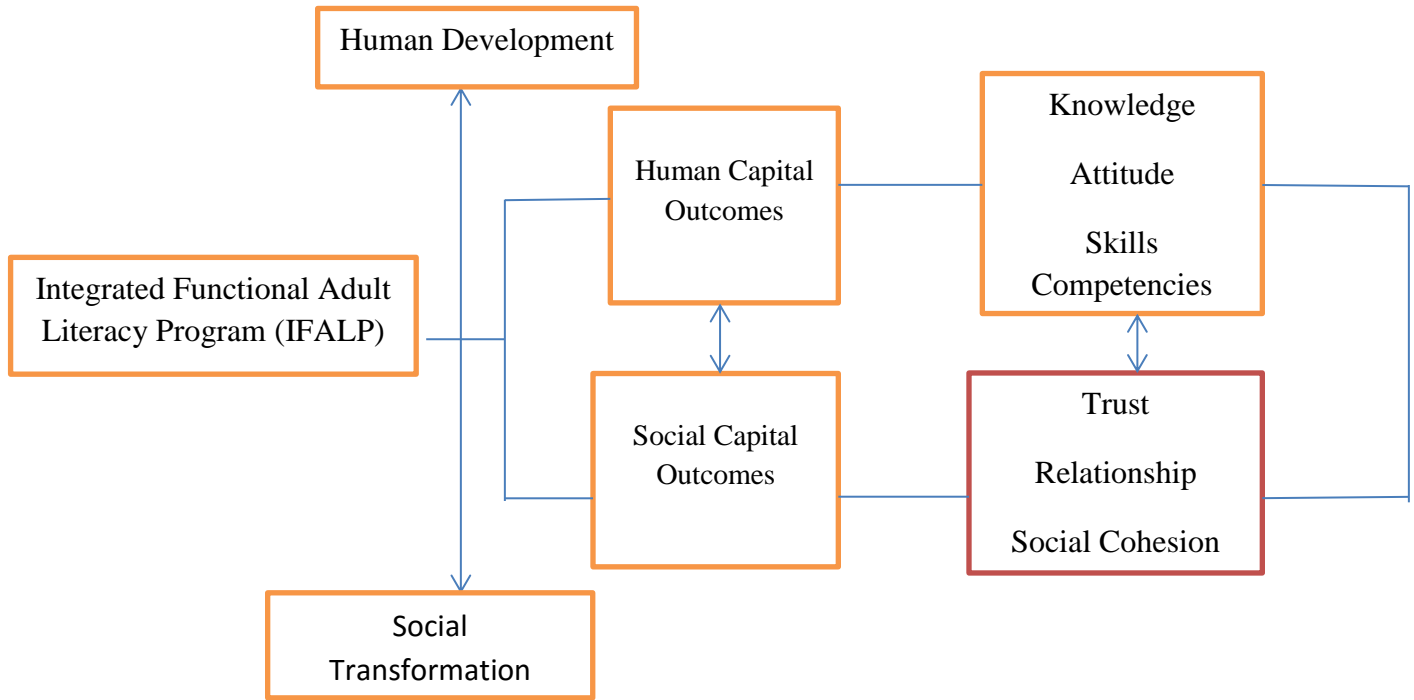 Human Development
Knowledge
Attitude
Skills
Competencies
Human Capital
Outcomes
Integrated Functional Adult
Literacy Program (IFALP)
Social Capital
Outcomes
Trust
Relationship
Social Cohesion
Social
Transformation